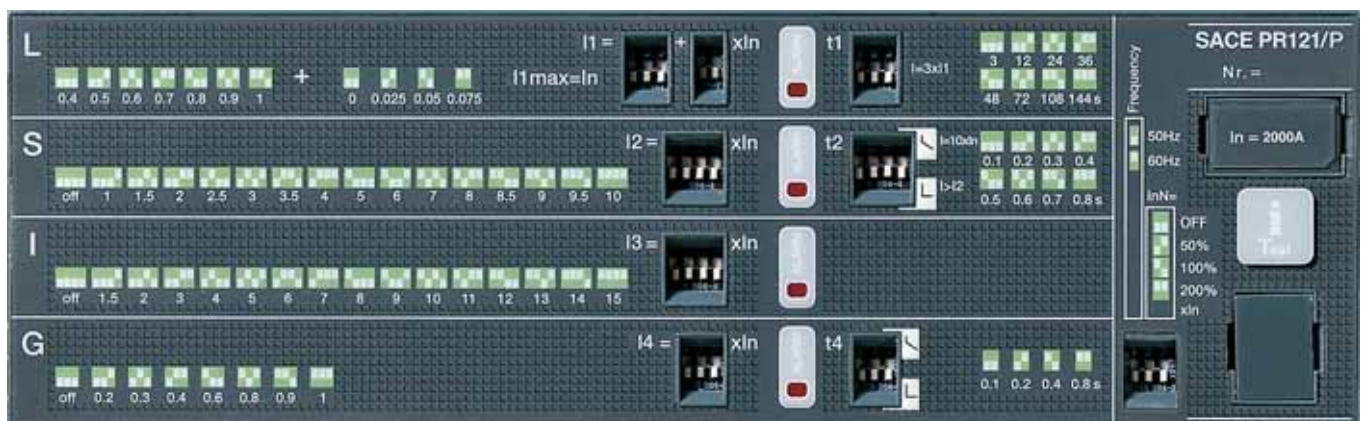 L
I1 =
+
xIn
t1
I1max=In
I=3xI1
0.4 0.5 0.6 0.7 0.8 0.9 1
+
0 0.025 0.05 0.075
3 12 24 36
48 72 108 144 s
S
I2 =
xIn
t2
I=10xIn
I>I2
off 1 1.5 2 2.5 3 3.5 4 5 6 7 8 8.5 9 9.5 10
0.1 0.2 0.3 0.4
0.5 0.6 0.7 0.8 s
I
I3 =
xIn
off 1.5 2 3 4 5 6 7 8 9 10 11 12 13 14 15
G
I4 =
xIn
t4
off 0.2 0.3 0.4 0.6 0.8 0.9 1
0.1 0.2 0.4 0.8 s
Frequency
50Hz
60Hz
InN=
OFF
50%
100%
200%
xIn
SACE PR121/P
Nr. =
In = 2000A
Test